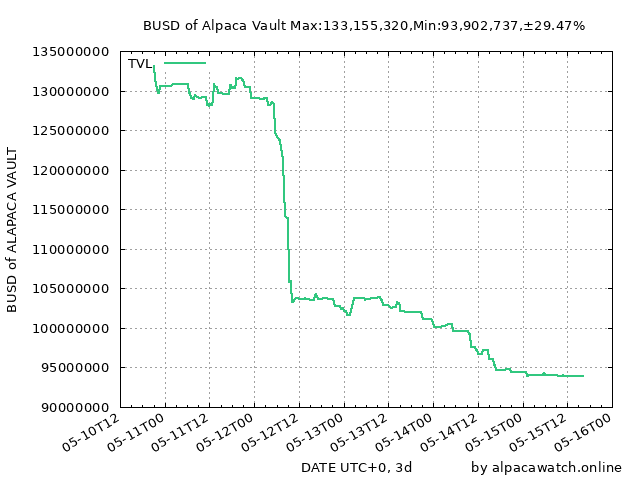 BUSD of Alpaca Vault Max:133,155,320,Min:93,902,737,±29.47%
TVL
135000000
130000000
125000000
120000000
115000000
110000000
105000000
100000000
95000000
90000000
BUSD of ALAPACA VAULT
05-10T12
05-11T00
05-11T12
05-12T00
05-12T12
05-13T00
05-13T12
05-14T00
05-14T12
05-15T00
05-15T12
05-16T00
DATE UTC+0, 3d
by alpacawatch.online